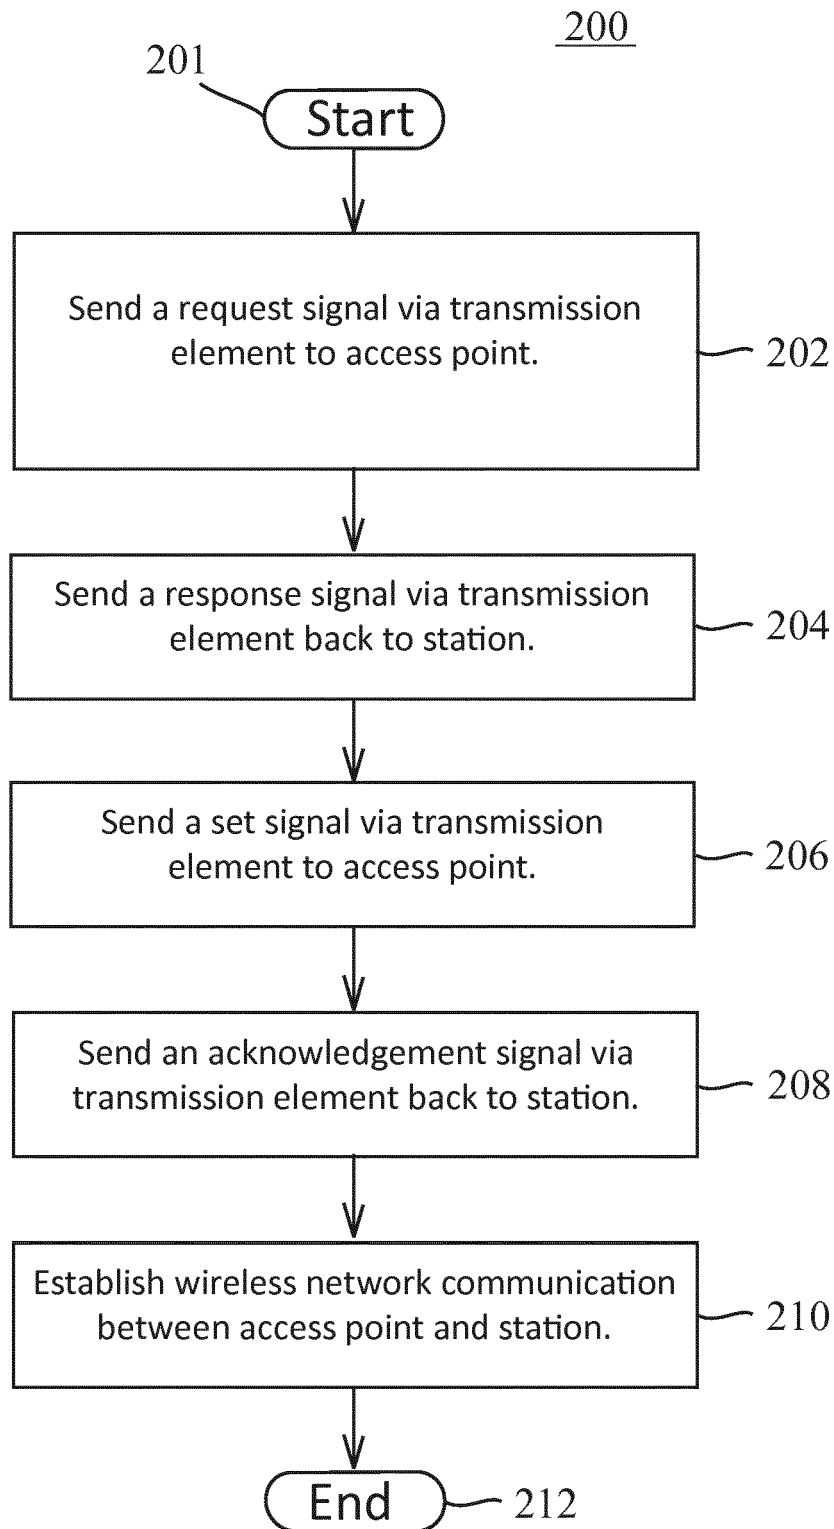 200
201
Start
Send a request signal via transmission
element to access point.
202
Send a response signal via transmission
element back to station.
204
Send a set signal via transmission
element to access point.
206
Send an acknowledgement signal via
transmission element back to station.
208
Establish wireless network communication
between access point and station.
210
End
212